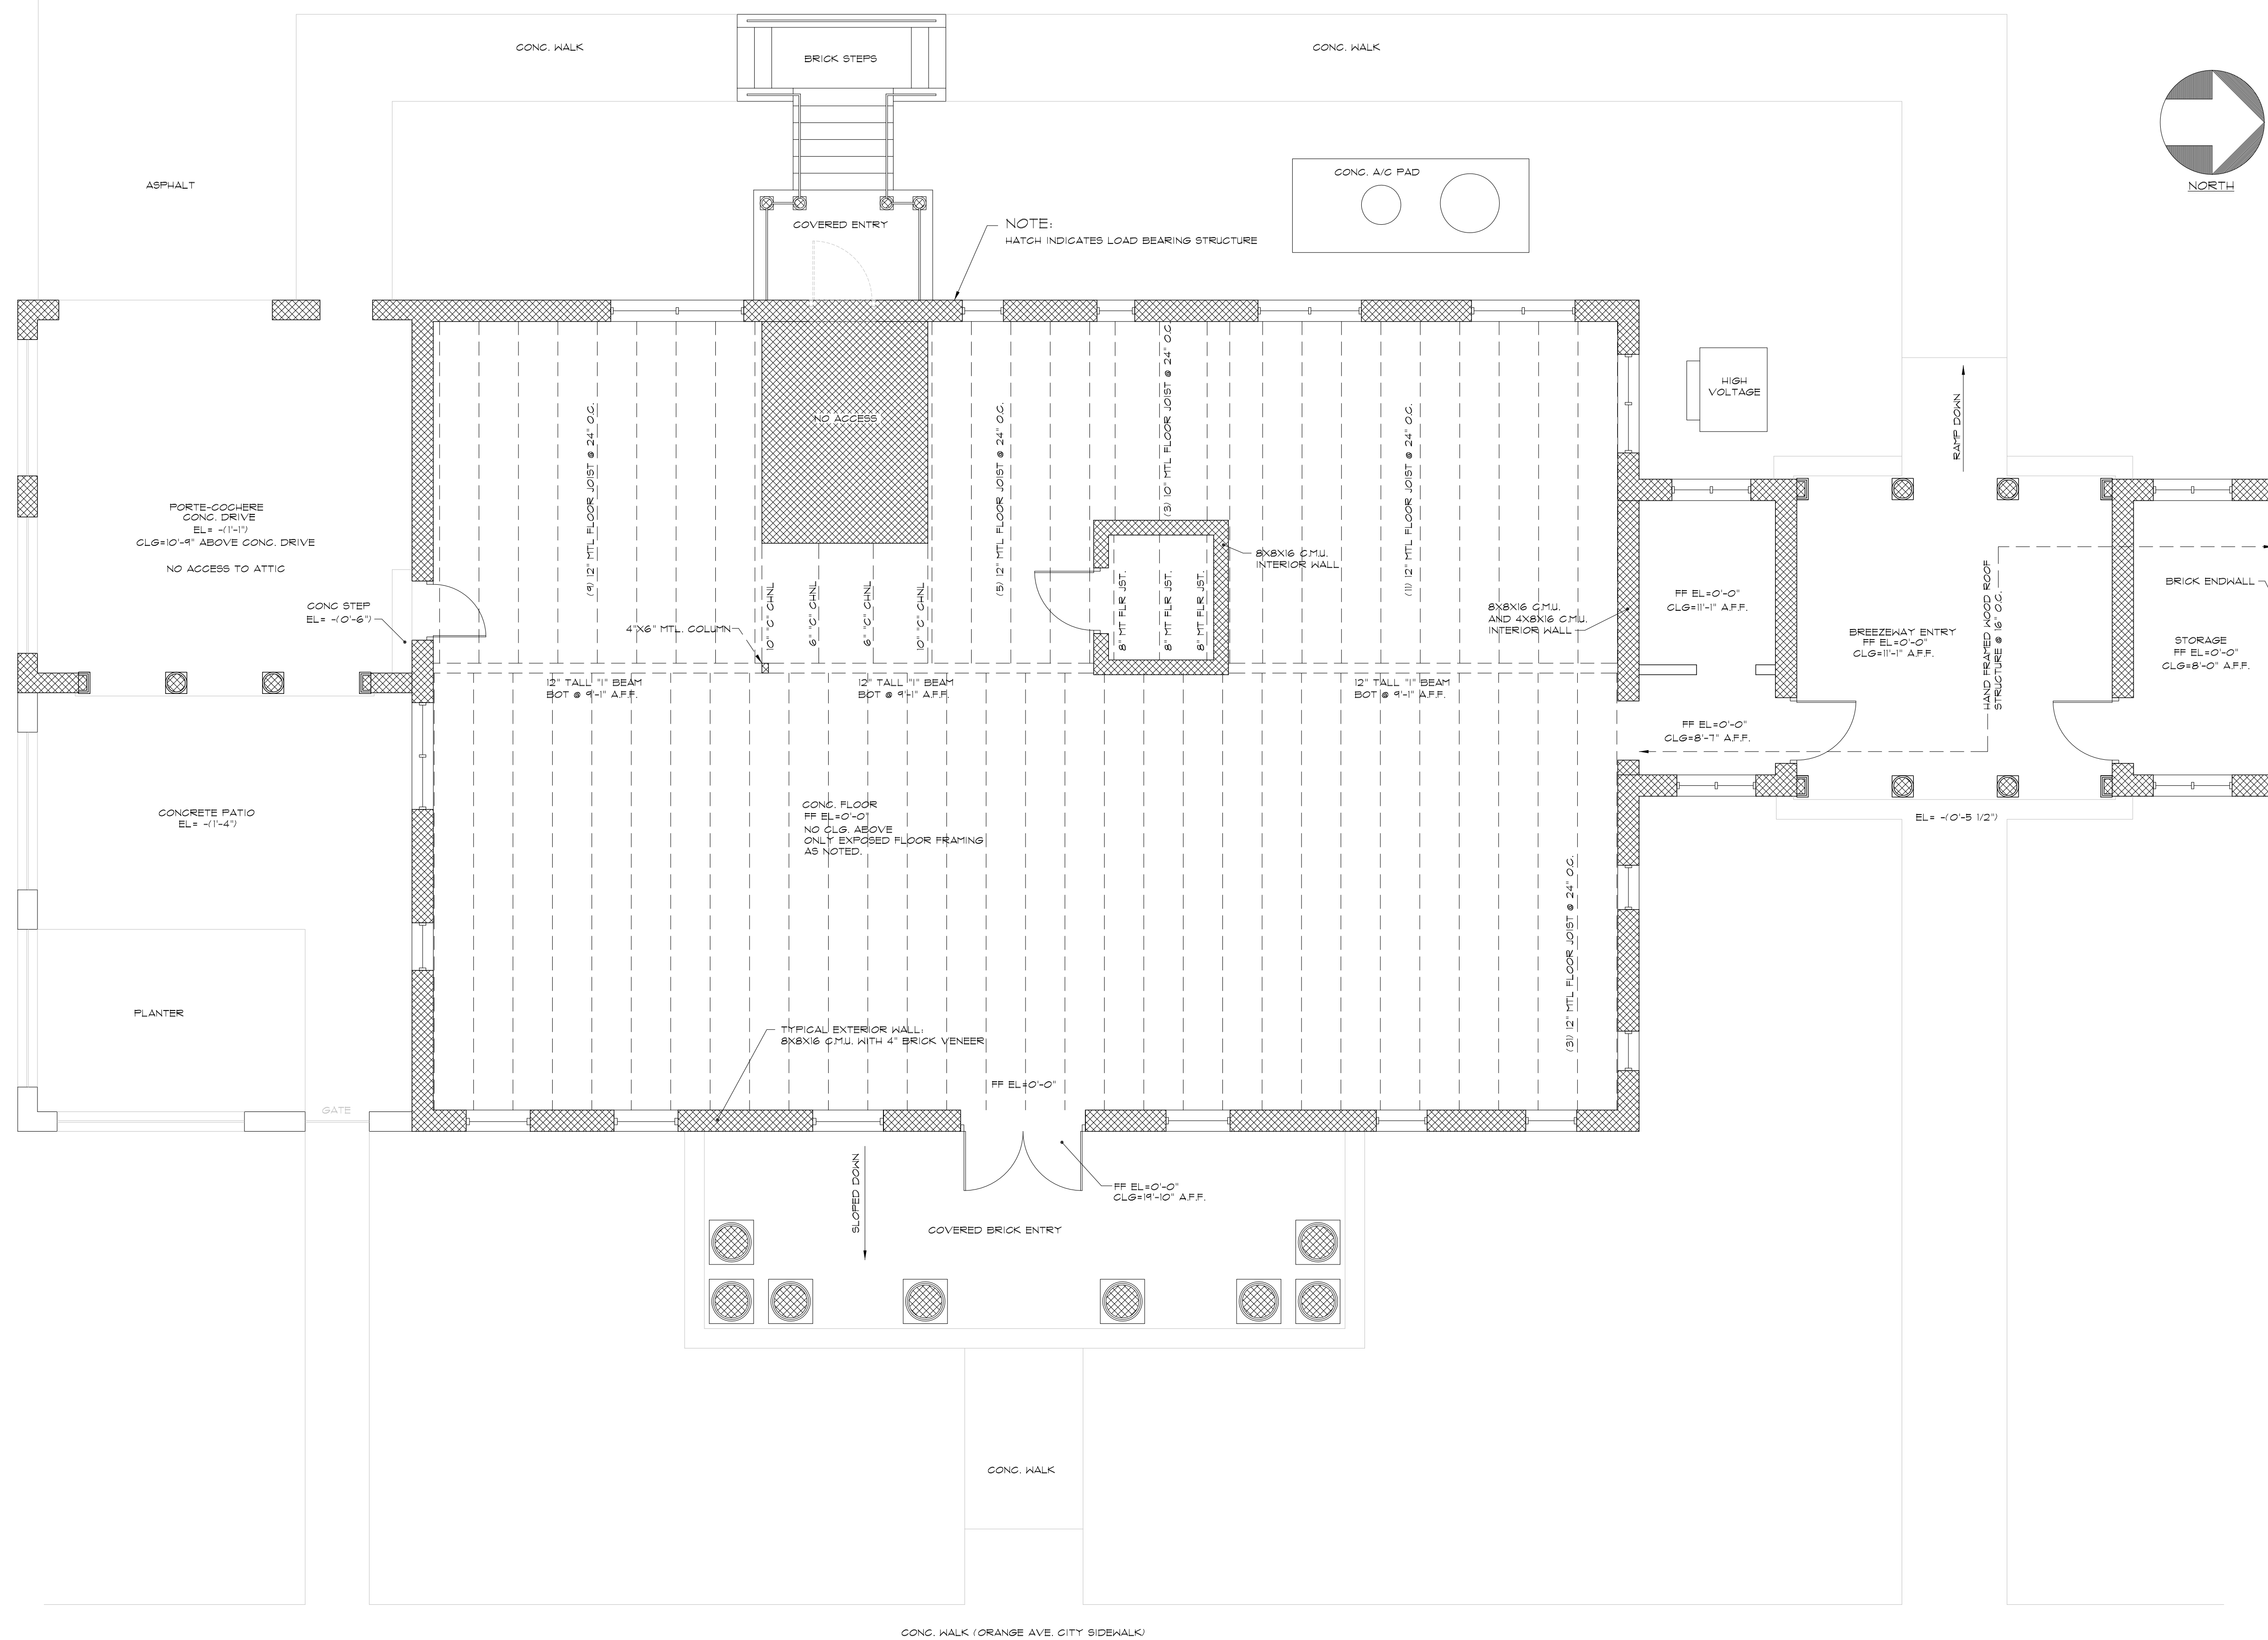 CONC. WALK
CONC. WALK
BRICK STEPS
ASPHALT
CONC. A/C PAD
NORTH
COVERED ENTRY
NOTE:
HATCH INDICATES LOAD BEARING STRUCTURE
HIGH
VOLTAGE
RAMP DOWN
NO ACCESS
(9) 12" MTL FLOOR JOIST @ 24" O.C.
(5) 12" MTL FLOOR JOIST @ 24" O.C.
(3) 10" MTL FLOOR JOIST @ 24" O.C.
(11) 12" MTL FLOOR JOIST @ 24" O.C.
PORTE-COCHERE
CONC. DRIVE
EL= -(1'-1")
CLG=10'-9" ABOVE CONC. DRIVE
NO ACCESS TO ATTIC
CONC STEP
EL= -(0'-6")
4"X6" MTL. COLUMN
10" "C" CHNL
6" "C" CHNL
6" "C" CHNL
10" "C" CHNL
8" MT FLR JST.
8" MT FLR JST.
8" MT FLR JST.
8X8X16 C.M.U.
INTERIOR WALL
8X8X16 C.M.U.
AND 4X8X16 C.M.U.
INTERIOR WALL
FF EL=0'-0"
CLG=11'-1" A.F.F.
BREEZEWAY ENTRY
FF EL=0'-0"
CLG=11'-1" A.F.F.
HAND FRAMED WOOD ROOF
STRUCTURE @ 16" O.C.
BRICK ENDWALL
STORAGE
FF EL=0'-0"
CLG=8'-0" A.F.F.
12" TALL "I" BEAM
BOT @ 9'-1" A.F.F.
12" TALL "I" BEAM
BOT @ 9'-1" A.F.F.
12" TALL "I" BEAM
BOT @ 9'-1" A.F.F.
FF EL=0'-0"
CLG=8'-7" A.F.F.
CONCRETE PATIO
EL= -(1'-4")
CONC. FLOOR
FF EL=0'-0"
NO CLG. ABOVE
ONLY EXPOSED FLOOR FRAMING
AS NOTED.
EL= -(0'-5 1/2")
(31) 12" MTL FLOOR JOIST @ 24" O.C.
PLANTER
TYPICAL EXTERIOR WALL:
8X8X16 C.M.U. WITH 4" BRICK VENEER
FF EL=0'-0"
GATE
SLOPED DOWN
FF EL=0'-0"
CLG=19'-10" A.F.F.
COVERED BRICK ENTRY
CONC. WALK
CONC. WALK (ORANGE AVE. CITY SIDEWALK)